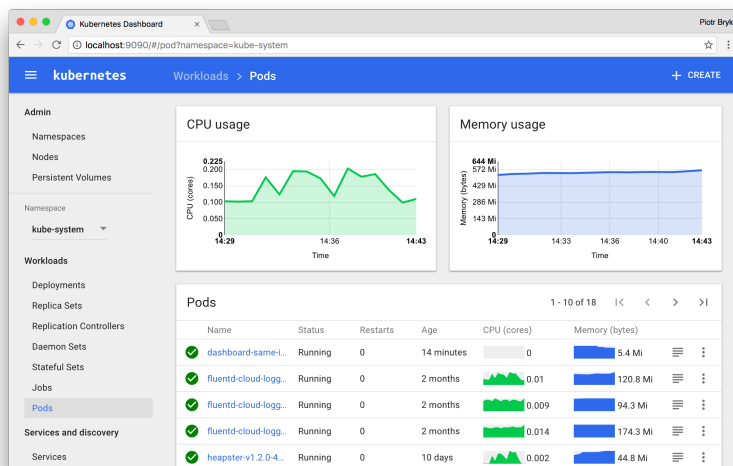 Kubernetes Dashboard
Piotr Bryk
localhost:9090/#/pod?namespace=kube-system
kubernetes
Workloads > Pods
+ CREATE
Admin
Namespaces
Nodes
Persistent Volumes
Namespace
kube-system
Workloads
Deployments
Replica Sets
Replication Controllers
Daemon Sets
Stateful Sets
Jobs
Pods
Services and discovery
Services
CPU usage
CPU (cores)
0.225
0.200
0.150
0.100
0.050
0
14:29
14:36
14:43
Time
Memory usage
Memory (bytes)
644 Mi
572 Mi
429 Mi
286 Mi
143 Mi
0
14:29
14:33
14:36
14:40
14:43
Time
Pods
1 - 10 of 18
Name Status Restarts Age CPU (cores) Memory (bytes)
dashboard-same-i... Running 0 14 minutes 0 5.4 Mi
fluentd-cloud-logg... Running 0 2 months 0.01 120.8 Mi
fluentd-cloud-logg... Running 0 2 months 0.009 94.3 Mi
fluentd-cloud-logg... Running 0 2 months 0.014 174.3 Mi
heapster-v1.2.0-4... Running 0 10 days 0.002 44.8 Mi